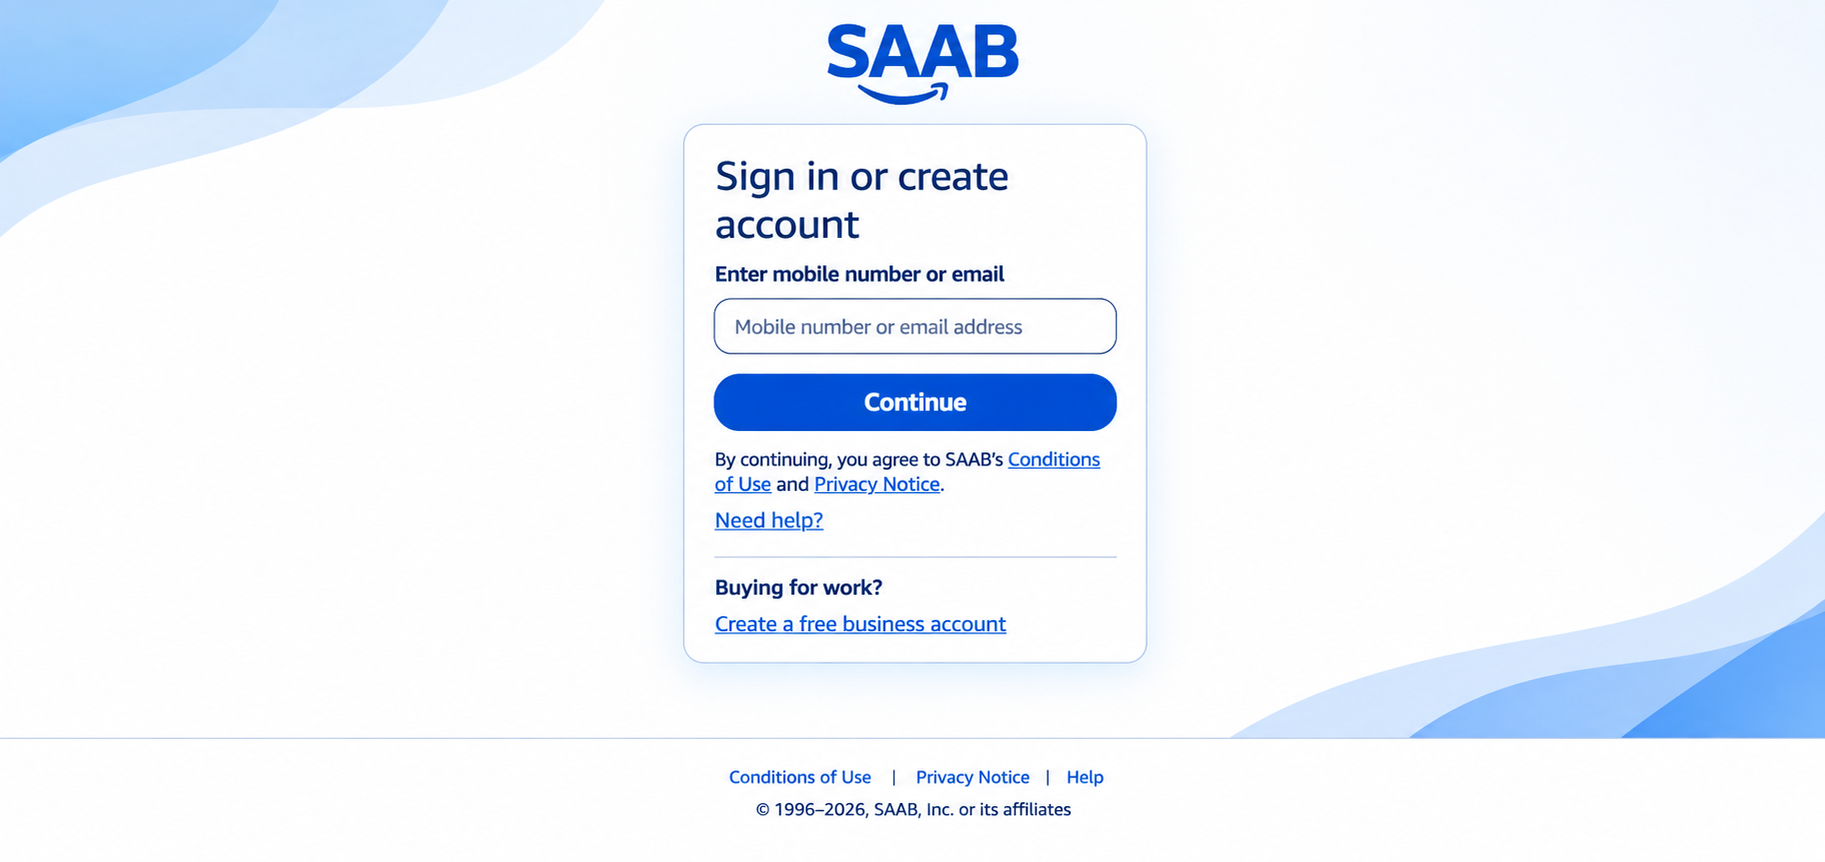 SAAB
Sign in or create
account
Enter mobile number or email
Mobile number or email address
Continue
By continuing, you agree to SAAB’s Conditions
of Use and Privacy Notice.
Need help?
Buying for work?
Create a free business account
Conditions of Use | Privacy Notice | Help
© 1996–2026, SAAB, Inc. or its affiliates